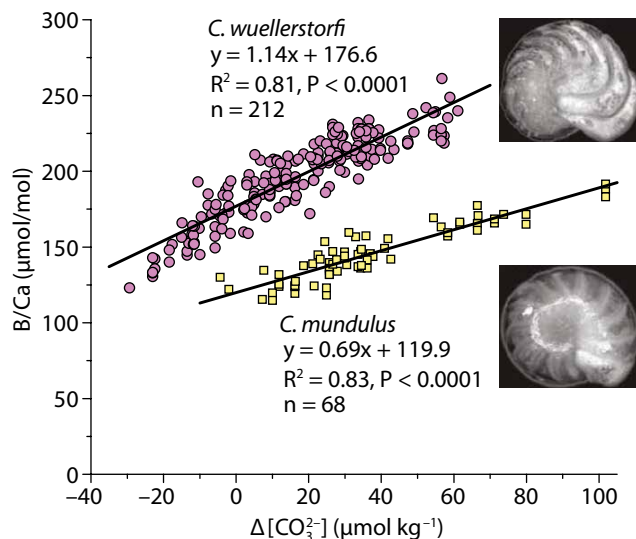 300
250
200
150
100
50
0
B/Ca (μmol/mol)
C. wuellerstorfi
y = 1.14x + 176.6
R² = 0.81, P < 0.0001
n = 212
C. mundulus
y = 0.69x + 119.9
R² = 0.83, P < 0.0001
n = 68
−40 −20 0 20 40 60 80 100
Δ[CO₃²⁻] (μmol kg⁻¹)